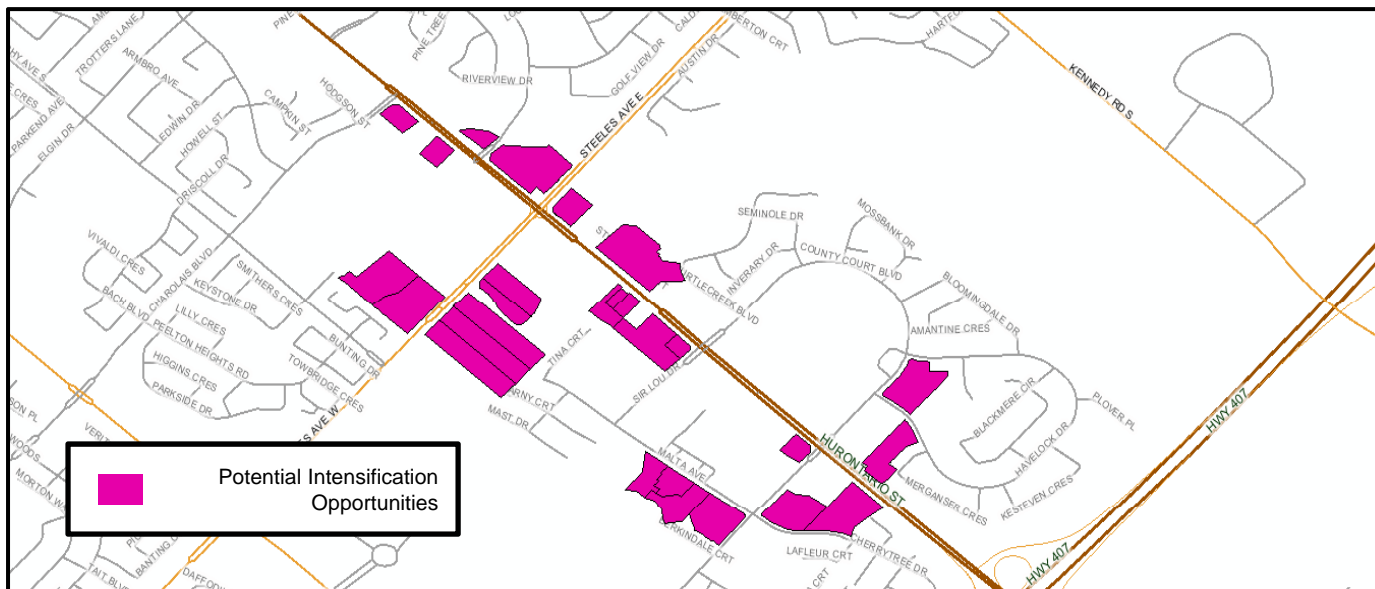 TROTTERS LANE
ARMBRO AVE
PARKEND AVE
ELGIN DR
EDWIN DR
HOWELL ST
CAMPKIN ST
HODGSON ST
DRISCOLL DR
PINE TREE
RIVERVIEW DR
GOLF VIEW DR
AUSTIN DR
STEELES AVE E
KENNEDY RD S
SEMINOLE DR
MOSSBANK DR
INVERARY DR
COUNTY COURT BLVD
BLOOMINGDALE DR
AMANTINE CRES
VIVALDI CRES
CHAROLAIS BLVD
SMITHERS CRES
KEYSTONE DR
BACH BLVD
LILLY CRES
PEELTON HEIGHTS RD
HIGGINS CRES
PARKSIDE DR
BUNTING DR
TOWBRIDGE CRES
TINA CRT
SIR LOU DR
MAST DR
MALTA AVE
BLACKMERE CIR
PLOVER PL
HAVELOCK DR
HWY 407
HURONTARIO ST
MERGANSER CRES
KESTEVEN CRES
LAFLEUR CRT
CHERRYTREE DR
HWY 407
Potential Intensification
Opportunities